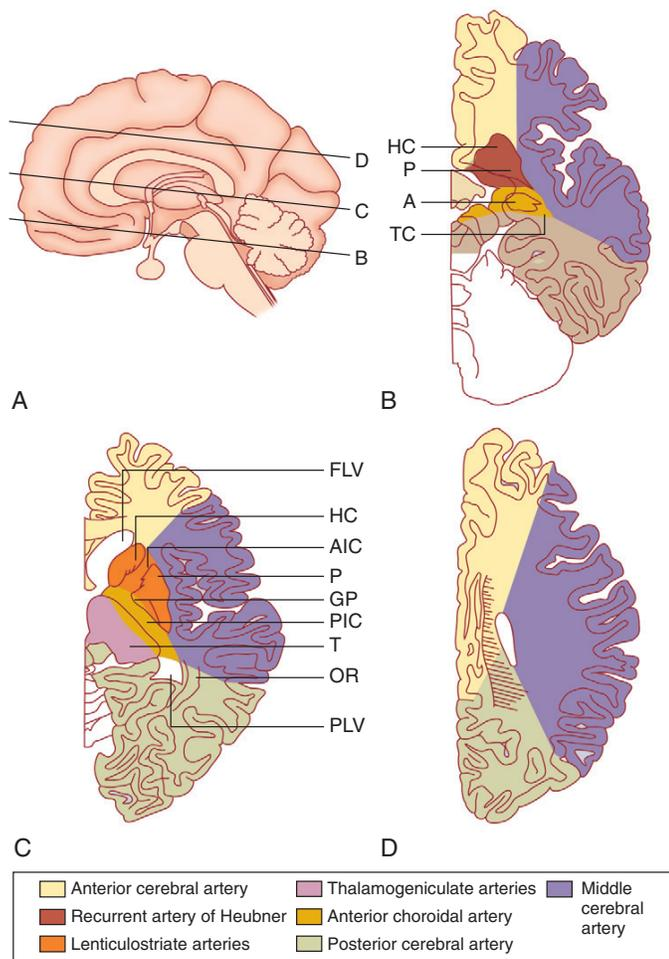 D
C
B
A
HC
P
A
TC
B
FLV
HC
AIC
P
GP
PIC
T
OR
PLV
C
D
Anterior cerebral artery
Recurrent artery of Heubner
Lenticulostriate arteries
Thalamogeniculate arteries
Anterior choroidal artery
Posterior cerebral artery
Middle
cerebral
artery